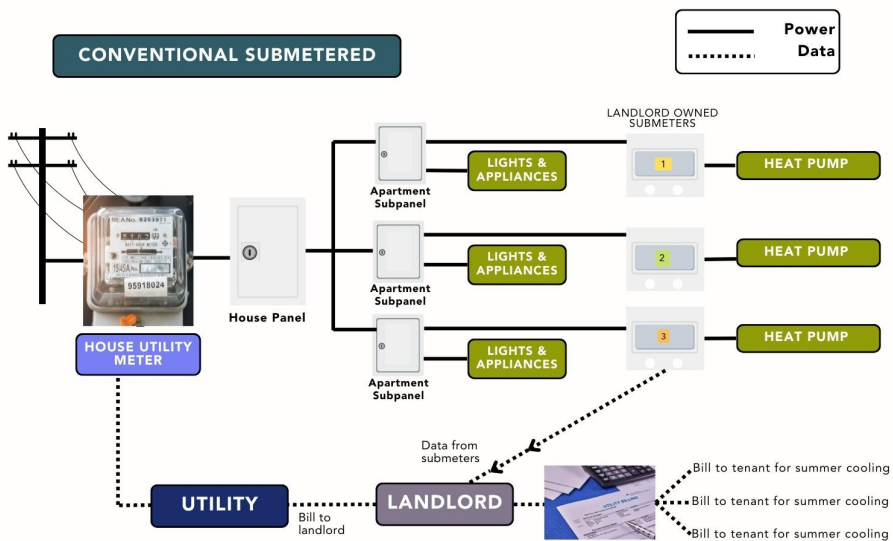 CONVENTIONAL SUBMETERED
Power
Data
LANDLORD OWNED
SUBMETERS
1
HEAT PUMP
LIGHTS &
APPLIANCES
Apartment
Subpanel
2
HEAT PUMP
LIGHTS &
APPLIANCES
Apartment
Subpanel
3
HEAT PUMP
LIGHTS &
APPLIANCES
Apartment
Subpanel
95918024
House Panel
HOUSE UTILITY
METER
Data from
submeters
UTILITY
Bill to
landlord
LANDLORD
UTILITY BILLING
Bill to tenant for summer cooling
Bill to tenant for summer cooling
Bill to tenant for summer cooling